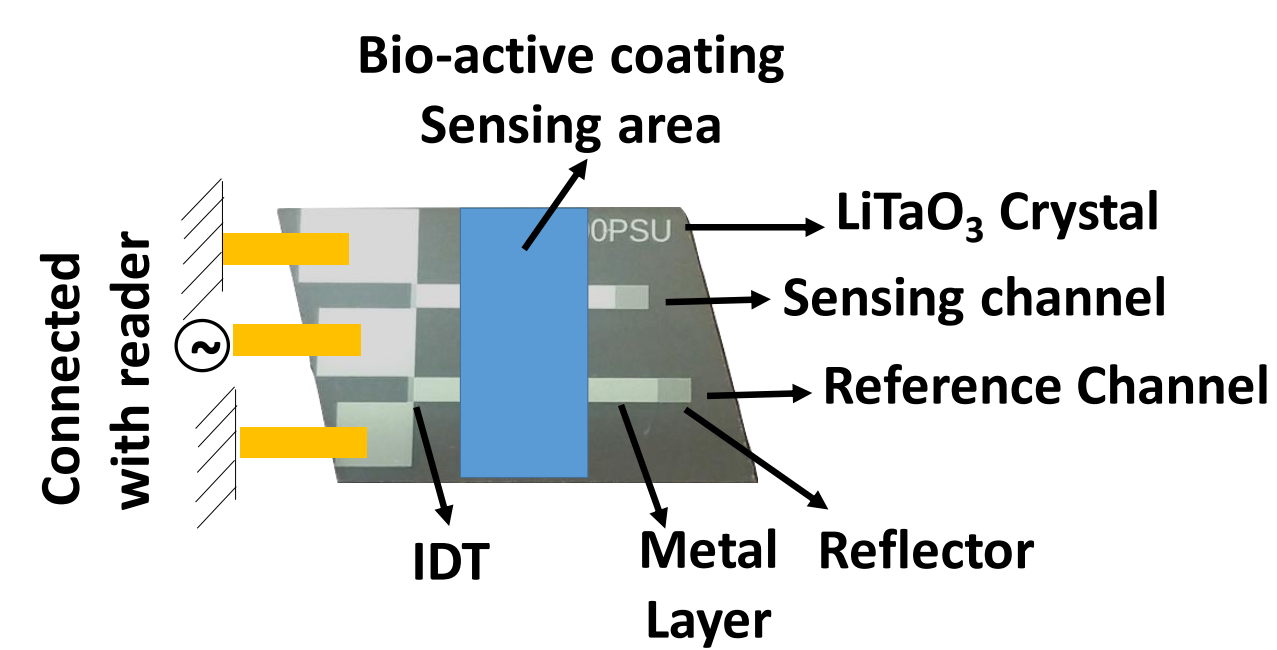 Bio-active coating
Sensing area
LiTaO₃ Crystal
0PSU
Sensing channel
Reference Channel
Connected
with reader
~
IDT
Metal
Layer
Reflector